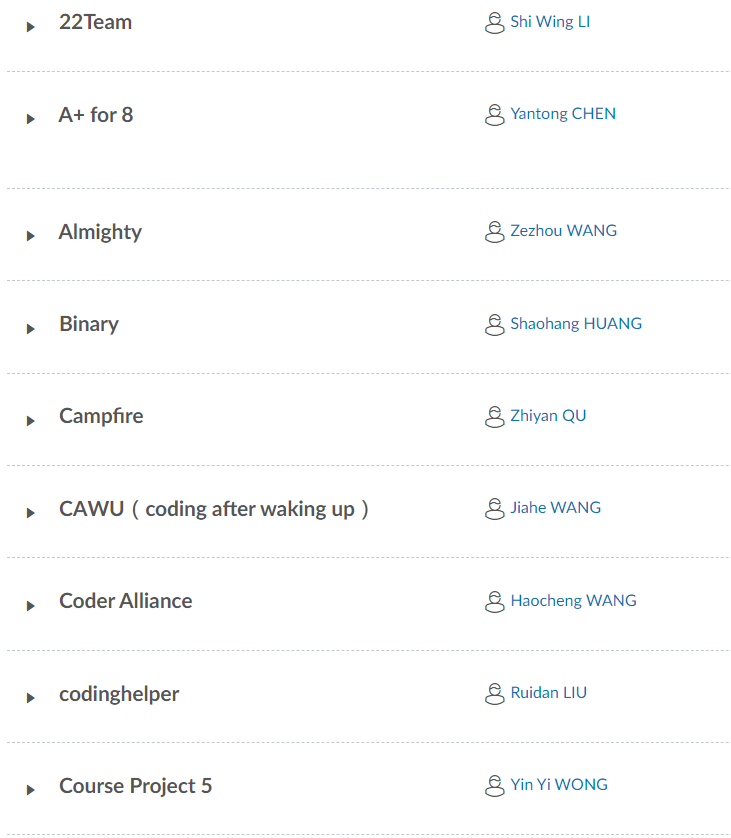 22Team Shi Wing LI
A+ for 8 Yantong CHEN
Almighty Zezhou WANG
Binary Shaohang HUANG
Campfire Zhiyan QU
CAWU（coding after waking up） Jiahe WANG
Coder Alliance Haocheng WANG
codinghelper Ruidan LIU
Course Project 5 Yin Yi WONG